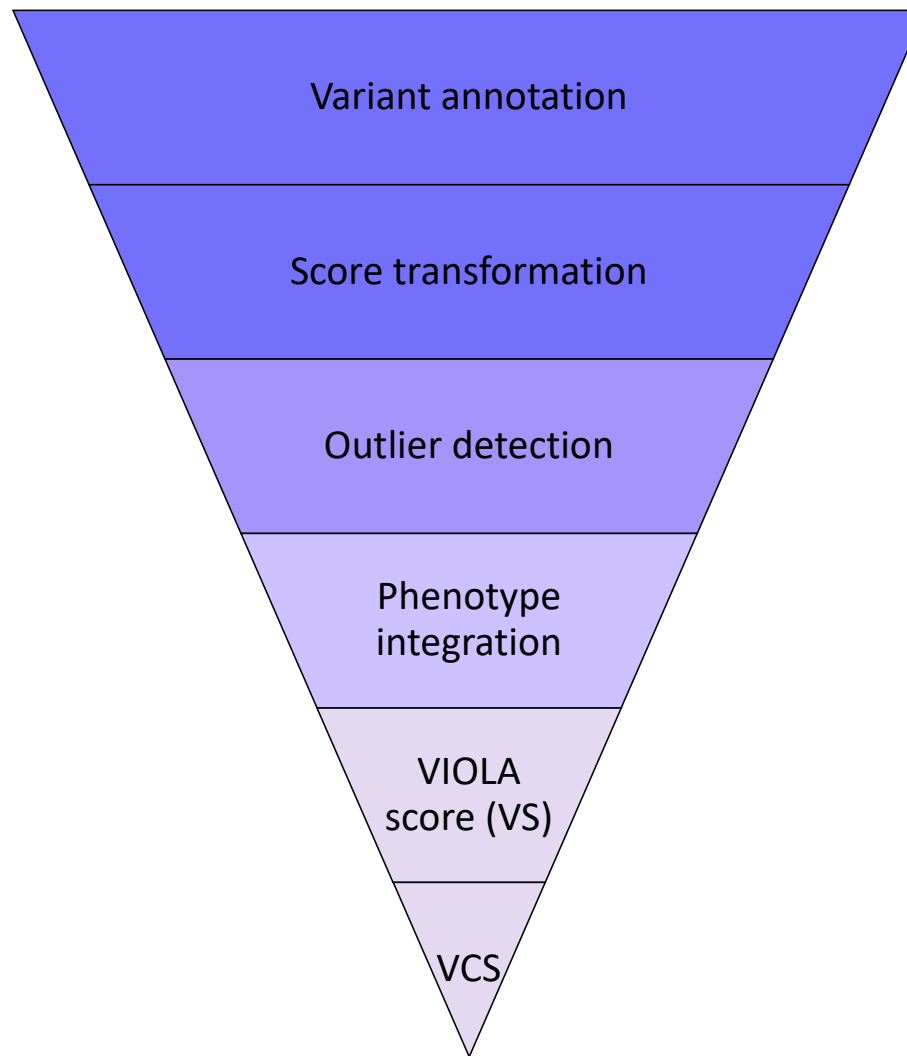 Variant annotation
Score transformation
Outlier detection
Phenotype
integration
VIOLA
score (VS)
VCS